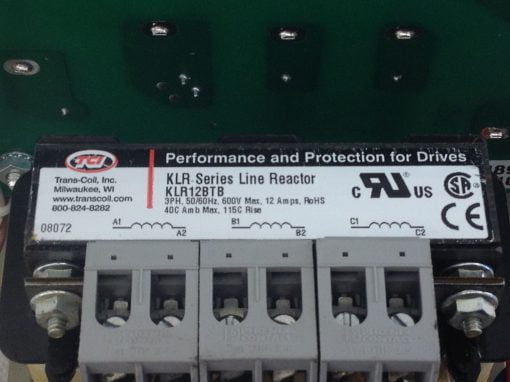 TCI
Performance and Protection for Drives
Trans-Coil, Inc.
Milwaukee, WI
www.transcoil.com
800-824-8282
KLR Series Line Reactor
KLR12BTB
3PH, 50/60Hz, 600V Max, 12 Amps, RoHS
40C Amb Max, 115C Rise
C US
CE
08072
A1
A2
B1
B2
C1
C2